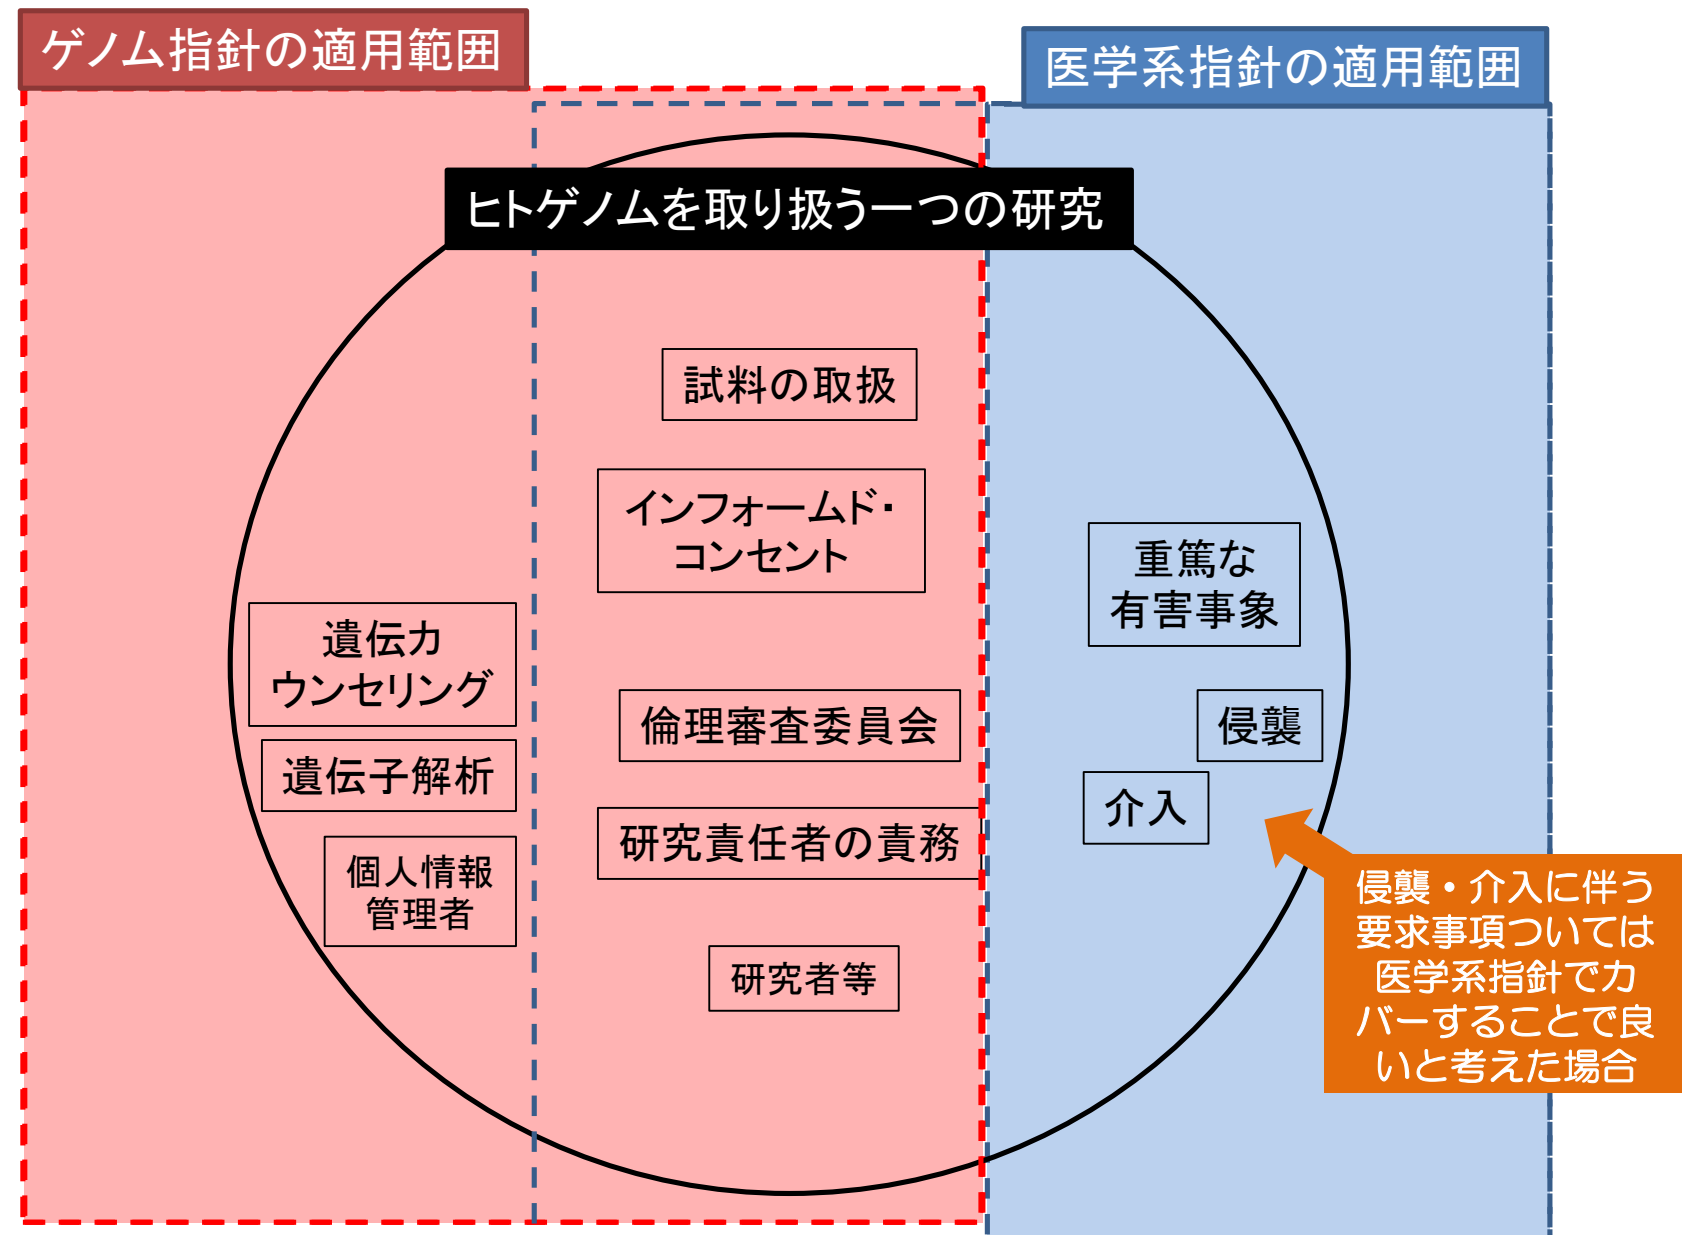 ゲノム指針の適用範囲
医学系指針の適用範囲
ヒトゲノムを取り扱う一つの研究
試料の取扱
インフォームド・
コンセント
重篤な
有害事象
遺伝カ
ウンセリング
侵襲
倫理審査委員会
遺伝子解析
介入
研究責任者の責務
個人情報
管理者
研究者等
侵襲・介入に伴う
要求事項ついては
医学系指針でカ
バーすることで良
いと考えた場合